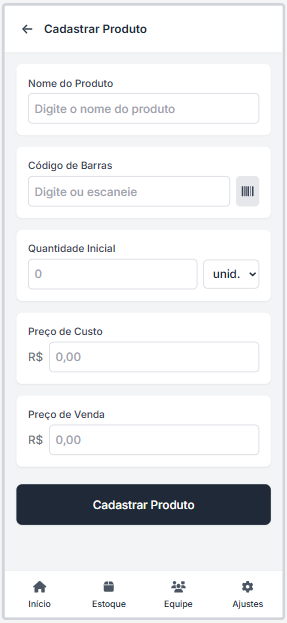 Cadastrar Produto
Nome do Produto
Digite o nome do produto
Código de Barras
Digite ou escaneie
Quantidade Inicial
0 unid.
Preço de Custo
R$ 0,00
Preço de Venda
R$ 0,00
Cadastrar Produto
Início Estoque Equipe Ajustes